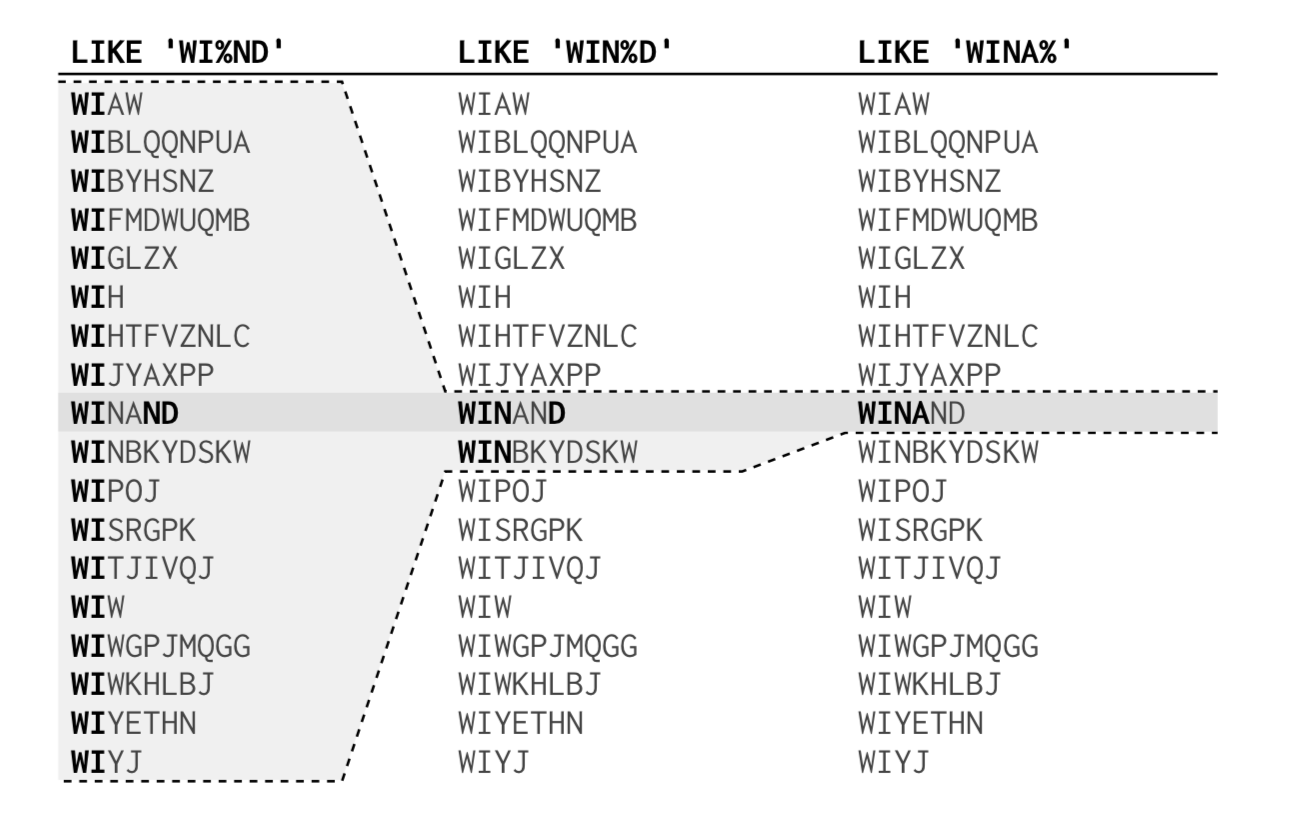 LIKE 'WI%ND' LIKE 'WIN%D' LIKE 'WINA%'
WIAW WIAW WIAW
WIBLQQNPUA WIBLQQNPUA WIBLQQNPUA
WIBYHSNZ WIBYHSNZ WIBYHSNZ
WIFMDWUQMB WIFMDWUQMB WIFMDWUQMB
WIGLZX WIGLZX WIGLZX
WIH WIH WIH
WIHTFVZNLC WIHTFVZNLC WIHTFVZNLC
WIJYAXPP WIJYAXPP WIJYAXPP
WINAND WINAND WINAND
WINBKYDSKW WINBKYDSKW WINBKYDSKW
WIPOJ WIPOJ WIPOJ
WISRGPK WISRGPK WISRGPK
WITJIVQJ WITJIVQJ WITJIVQJ
WIW WIW WIW
WIWGPJMQGG WIWGPJMQGG WIWGPJMQGG
WIWKHLBJ WIWKHLBJ WIWKHLBJ
WIYETHN WIYETHN WIYETHN
WIYJ WIYJ WIYJ